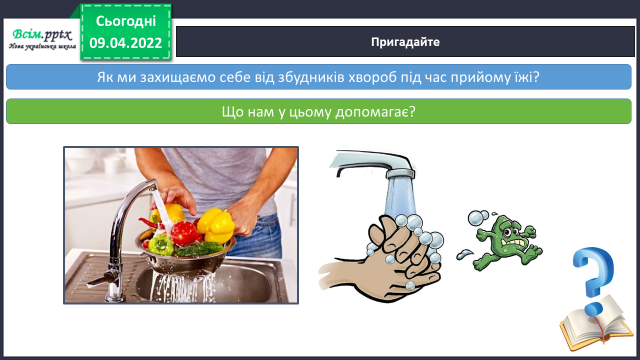 Всім.pptx
Нова українська школа
Сьогодні
09.04.2022
Пригадайте
Як ми захищаємо себе від збудників хвороб під час прийому їжі?
Що нам у цьому допомагає?